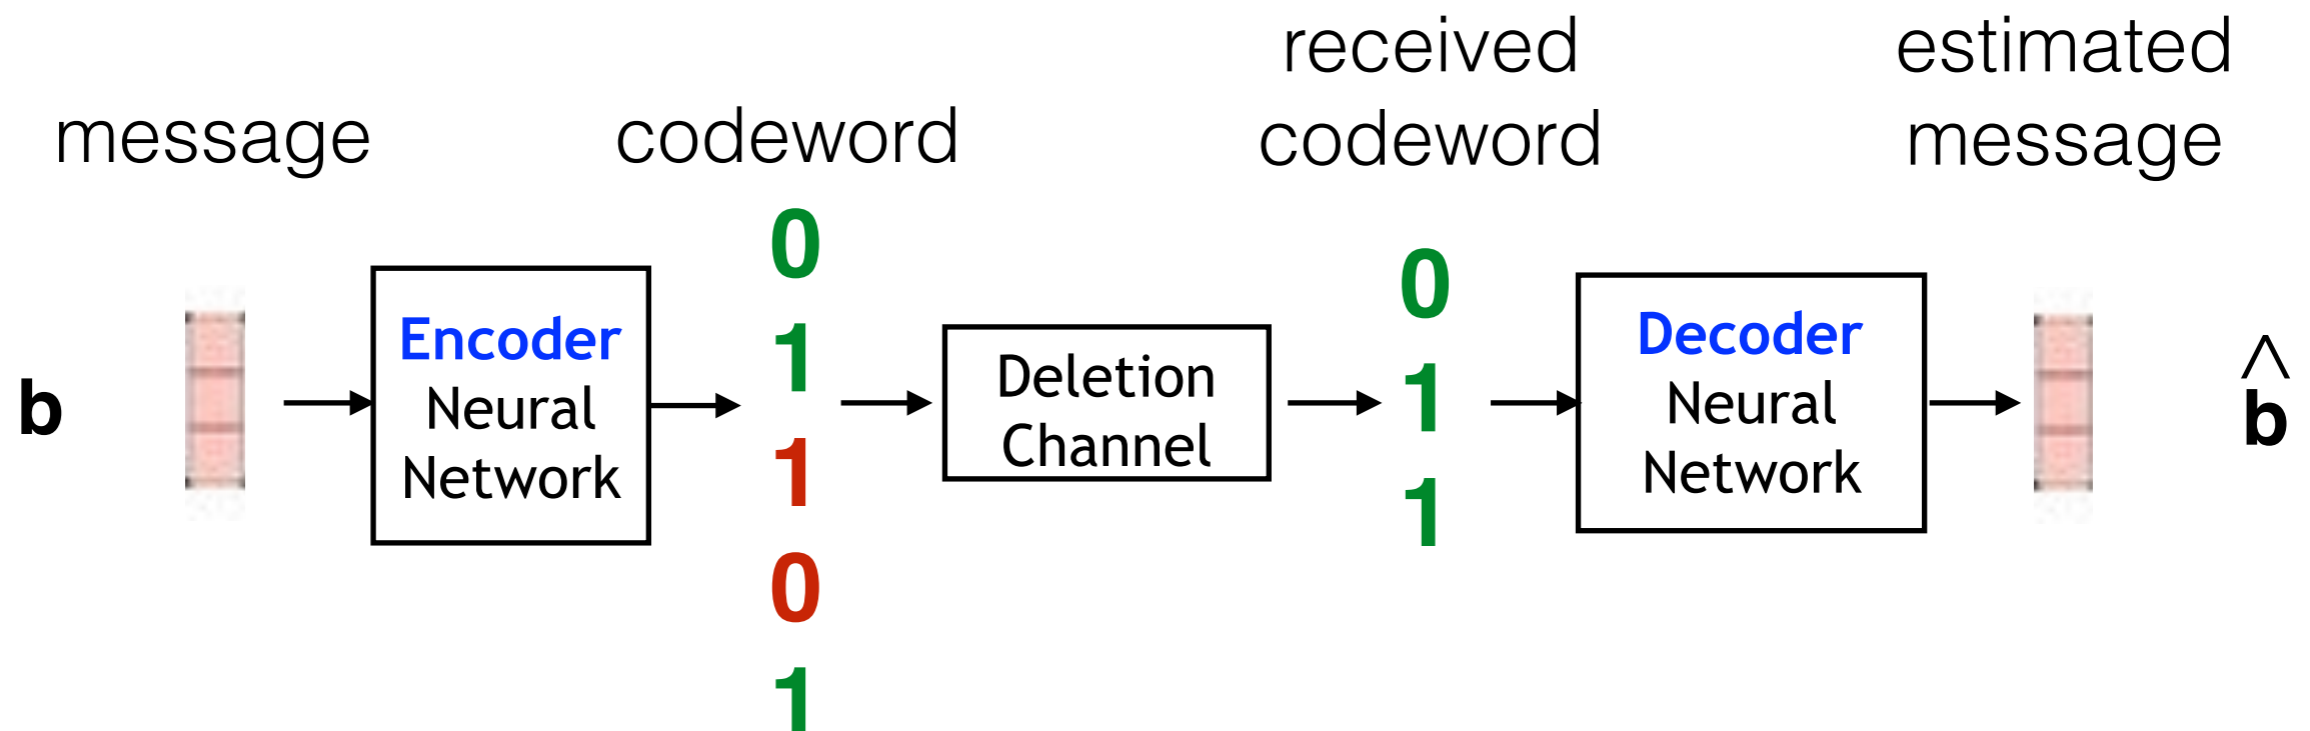 message
codeword
received
codeword
estimated
message
b
Encoder
Neural
Network
0
1
1
0
1
Deletion
Channel
0
1
1
Decoder
Neural
Network
^
b